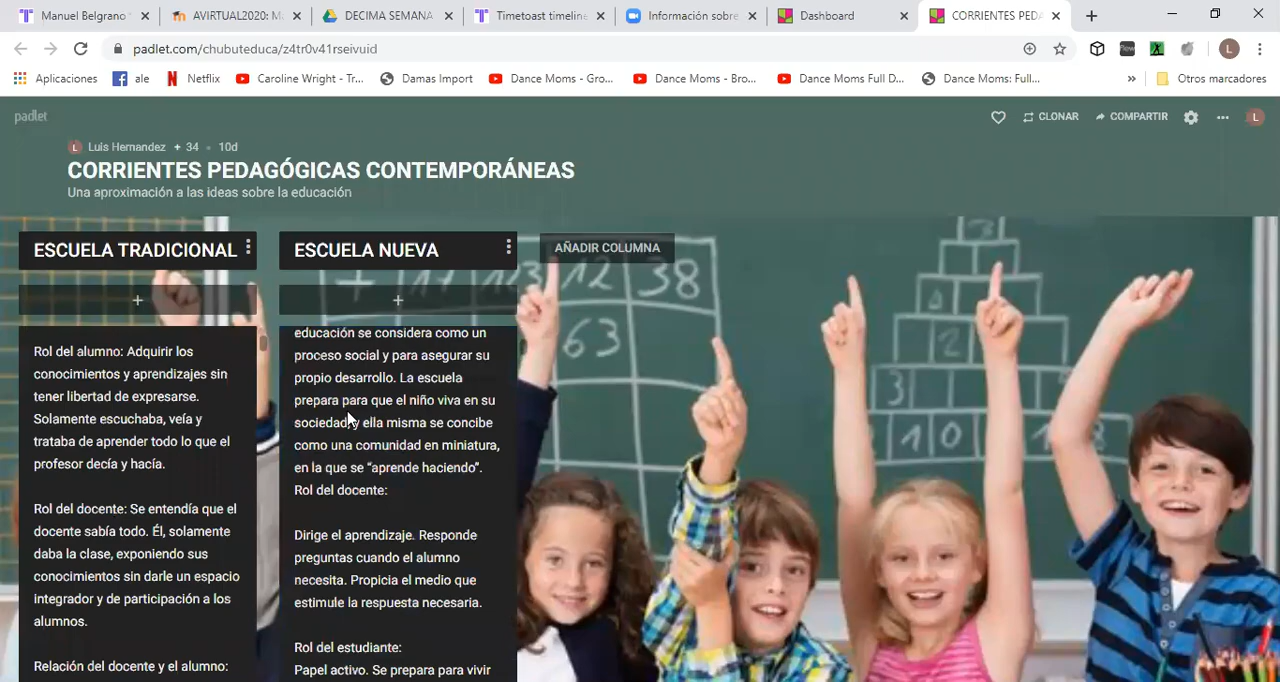 Manuel Belgrano
AVIRTUAL2020: M
DECIMA SEMANA
Timetoast timeline
Información sobre
Dashboard
CORRIENTES PED
padlet.com/chubuteduca/z4tr0v41rseivuid
L
Aplicaciones
ale
Netflix
Caroline Wright - Tr...
Damas Import
Dance Moms - Gro...
Dance Moms - Bro...
Dance Moms Full D...
Dance Moms: Full...
»
Otros marcadores
padlet
CLONAR
COMPARTIR
L
L Luis Hernandez + 34 • 10d
CORRIENTES PEDAGÓGICAS CONTEMPORÁNEAS
Una aproximación a las ideas sobre la educación
ESCUELA TRADICIONAL
+
Rol del alumno: Adquirir los
conocimientos y aprendizajes sin
tener libertad de expresarse.
Solamente escuchaba, veía y
trataba de aprender todo lo que el
profesor decía y hacía.
Rol del docente: Se entendía que el
docente sabía todo. Él, solamente
daba la clase, exponiendo sus
conocimientos sin darle un espacio
integrador y de participación a los
alumnos.
Relación del docente y el alumno:
ESCUELA NUEVA
+
educación se considera como un
proceso social y para asegurar su
propio desarrollo. La escuela
prepara para que el niño viva en su
sociedad, y ella misma se concibe
como una comunidad en miniatura,
en la que se “aprende haciendo”.
Rol del docente:
Dirige el aprendizaje. Responde
preguntas cuando el alumno
necesita. Propicia el medio que
estimule la respuesta necesaria.
Rol del estudiante:
Papel activo. Se prepara para vivir
AÑADIR COLUMNA
12 38
63
3
2
3
1 0